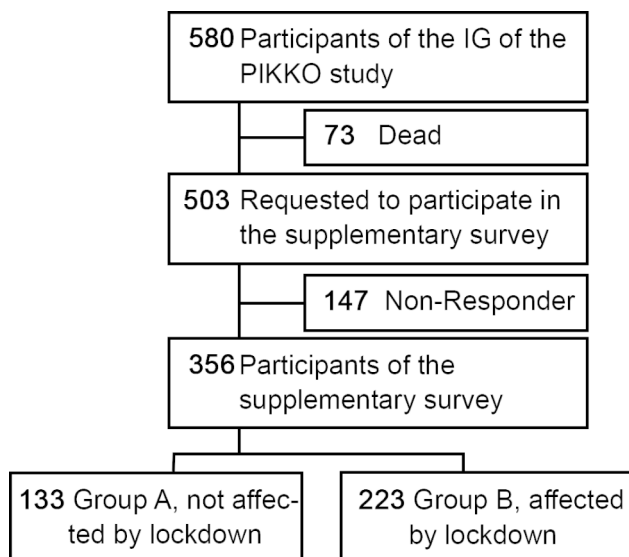 580 Participants of the IG of the
PIKKO study
73 Dead
503 Requested to participate in
the supplementary survey
147 Non-Responder
356 Participants of the
supplementary survey
133 Group A, not affec-
ted by lockdown
223 Group B, affected
by lockdown